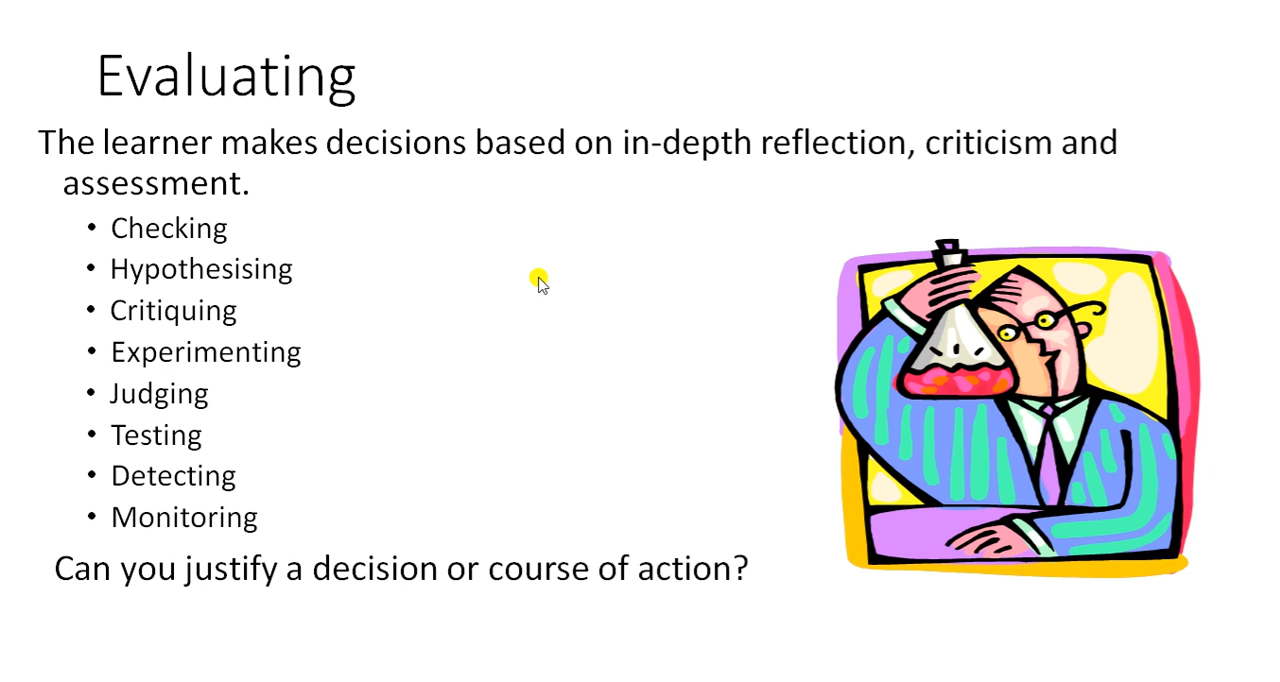 Evaluating
The learner makes decisions based on in-depth reflection, criticism and
assessment.
• Checking
• Hypothesising
• Critiquing
• Experimenting
• Judging
• Testing
• Detecting
• Monitoring
Can you justify a decision or course of action?